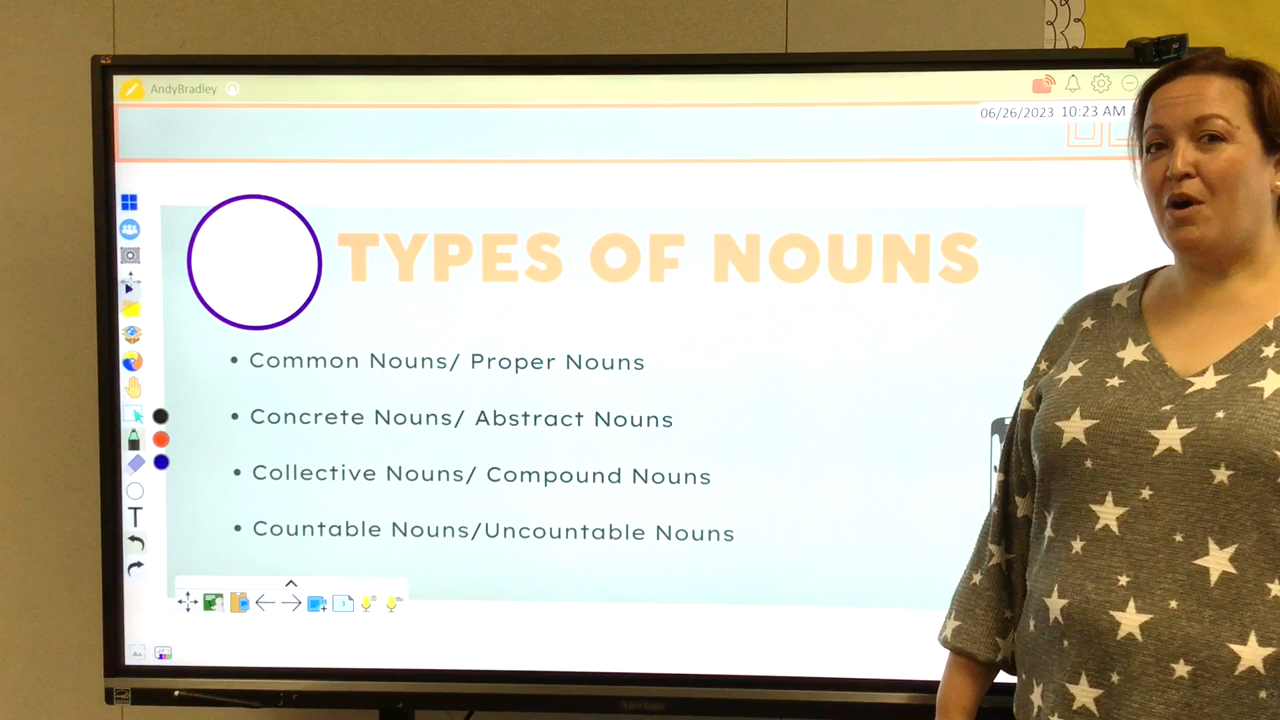 AndyBradley
06/26/2023 10:23 AM
TYPES OF NOUNS
• Common Nouns/ Proper Nouns
• Concrete Nouns/ Abstract Nouns
• Collective Nouns/ Compound Nouns
• Countable Nouns/Uncountable Nouns
T
ViewSonic